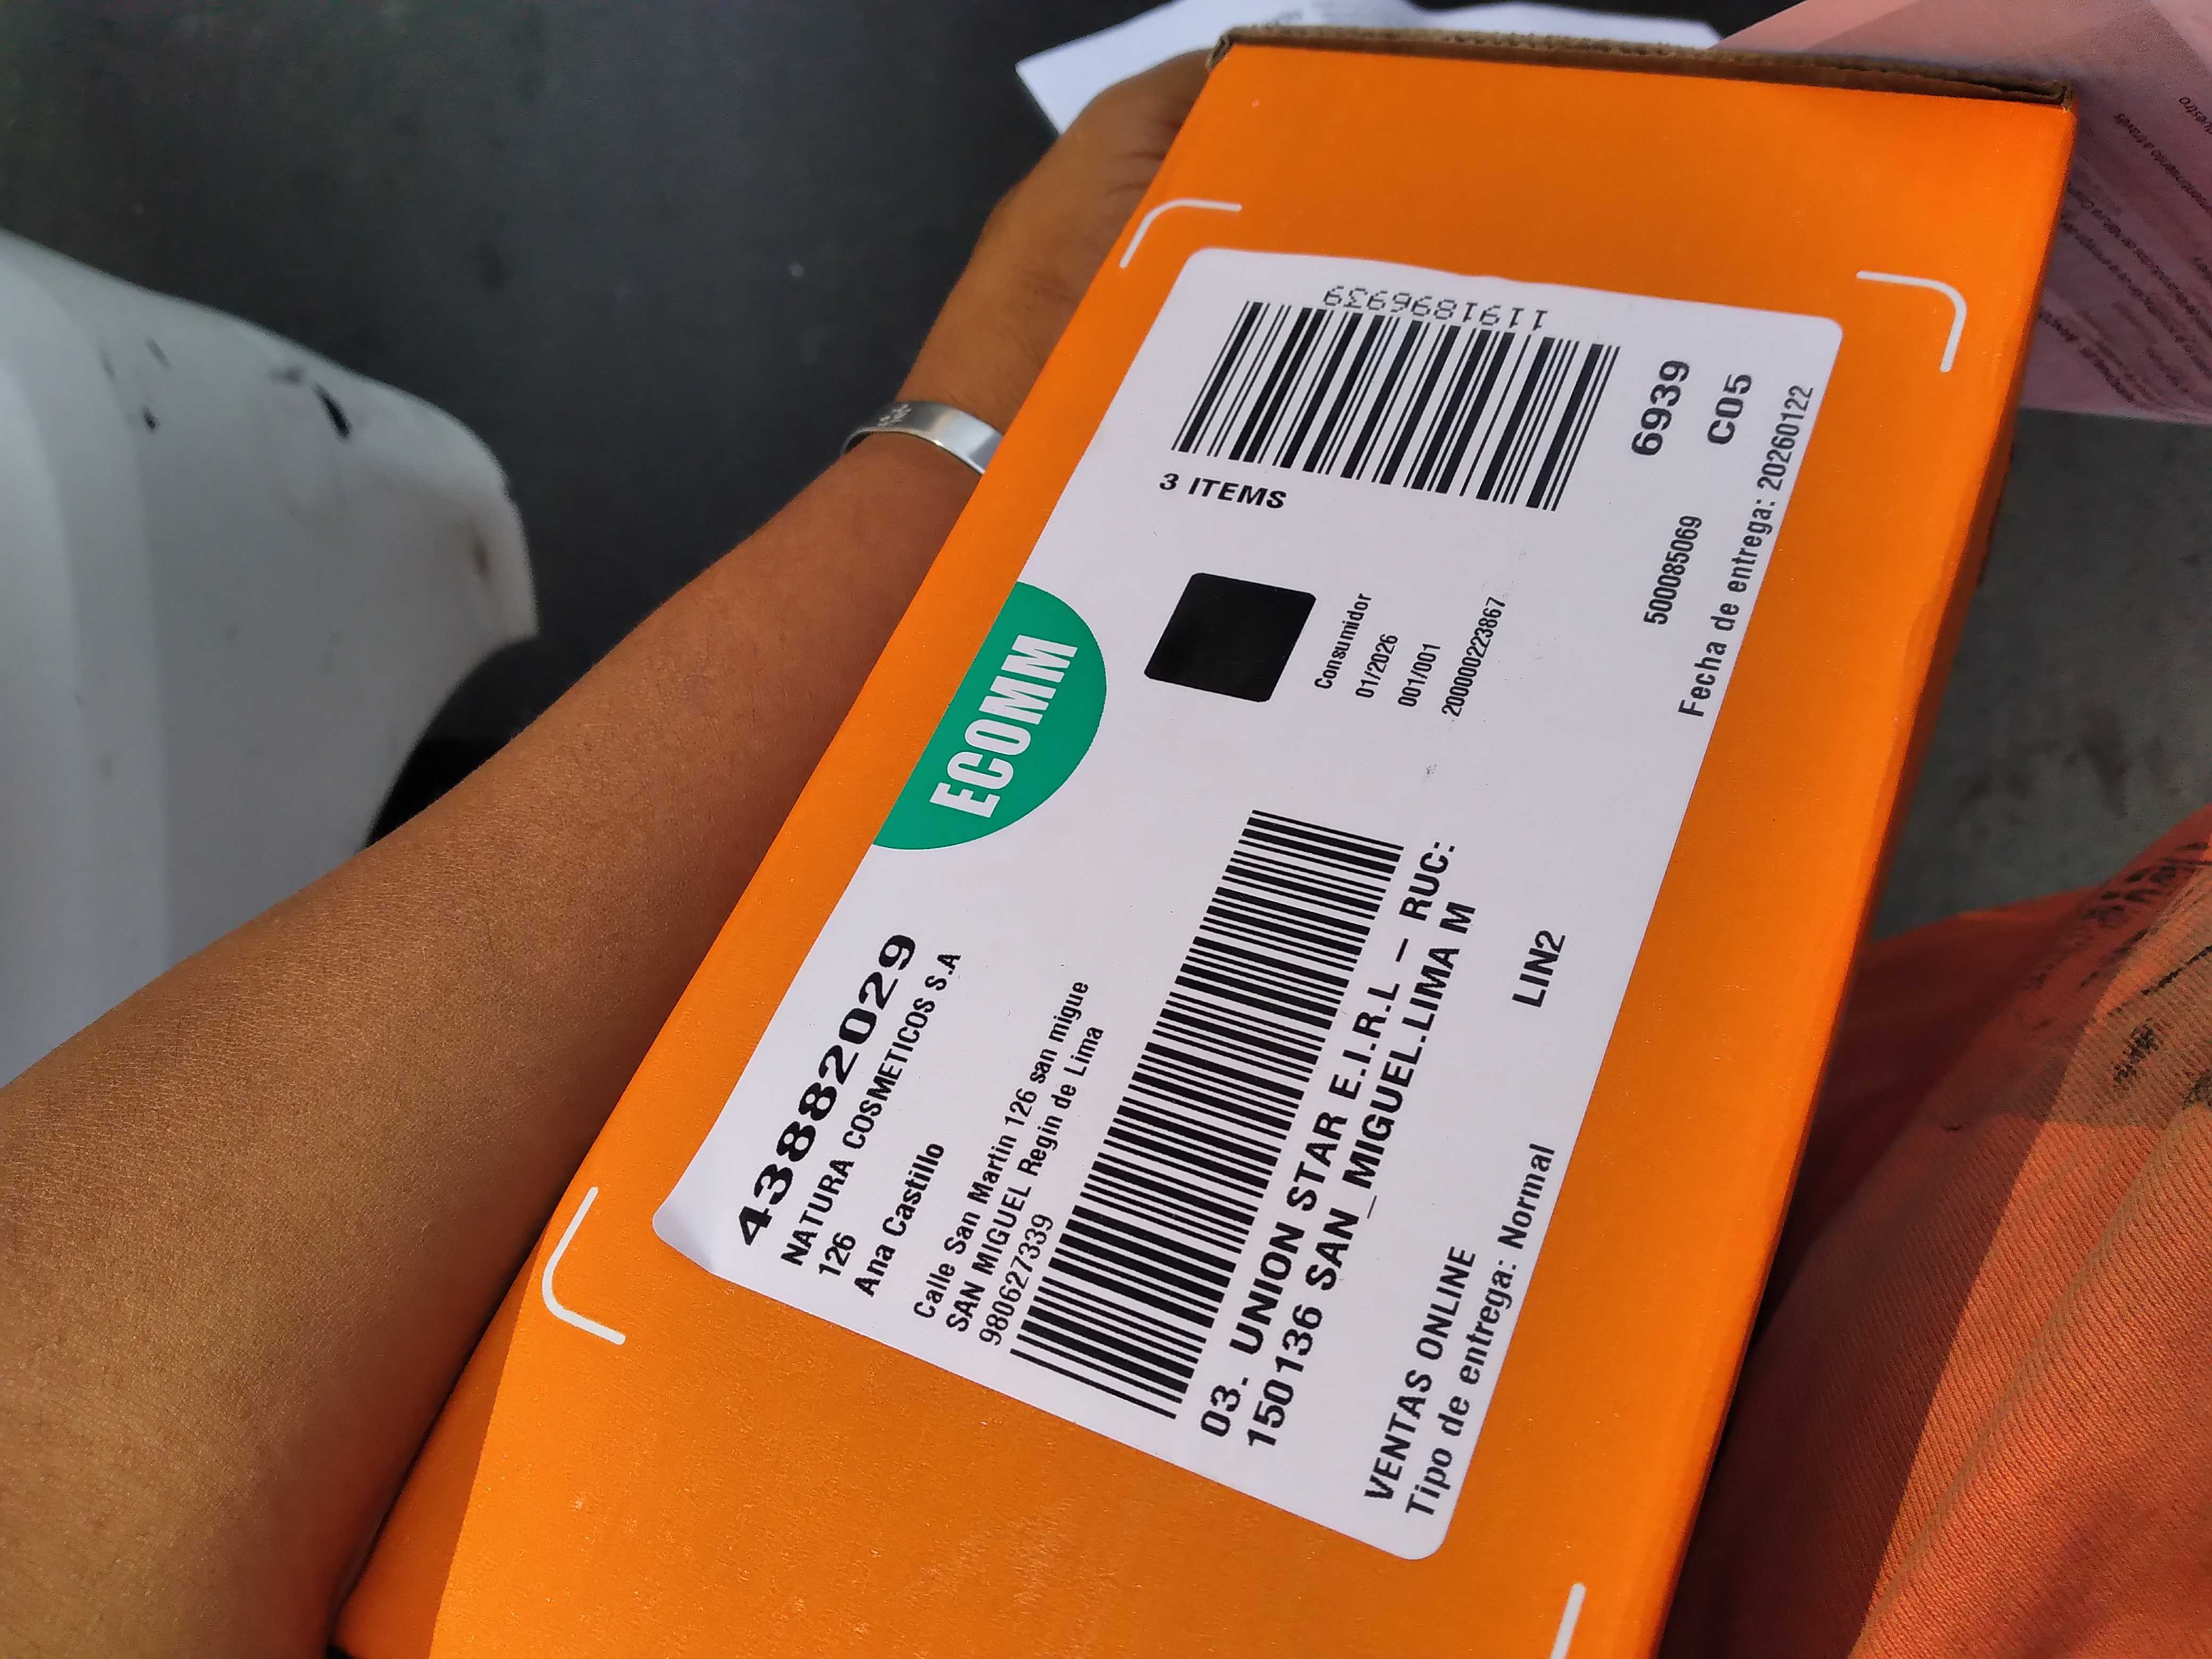 43882029
NATURA COSMETICOS S.A
126
Ana Castillo
Calle San Martin 126 san migue
SAN MIGUEL Regin de Lima
980627339
03. UNION STAR E.I.R.L – RUC:
150136 SAN_MIGUEL.LIMA M
VENTAS ONLINE
Tipo de entrega: Normal
LIN2
ECOMM
Consumidor
01/2026
001/001
200000223867
3 ITEMS
1191896939
6939
C05
500085069
Fecha de entrega: 20260122